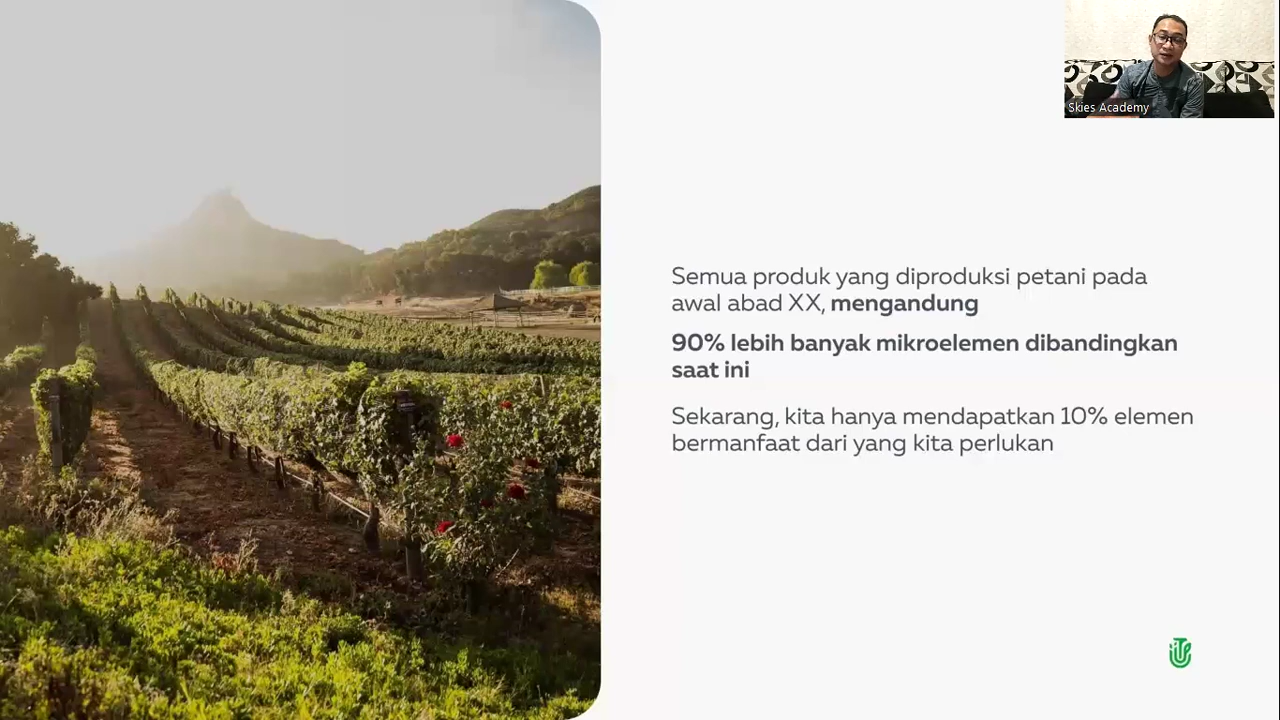 Skies Academy
Semua produk yang diproduksi petani pada
awal abad XX, mengandung
90% lebih banyak mikroelemen dibandingkan
saat ini
Sekarang, kita hanya mendapatkan 10% elemen
bermanfaat dari yang kita perlukan